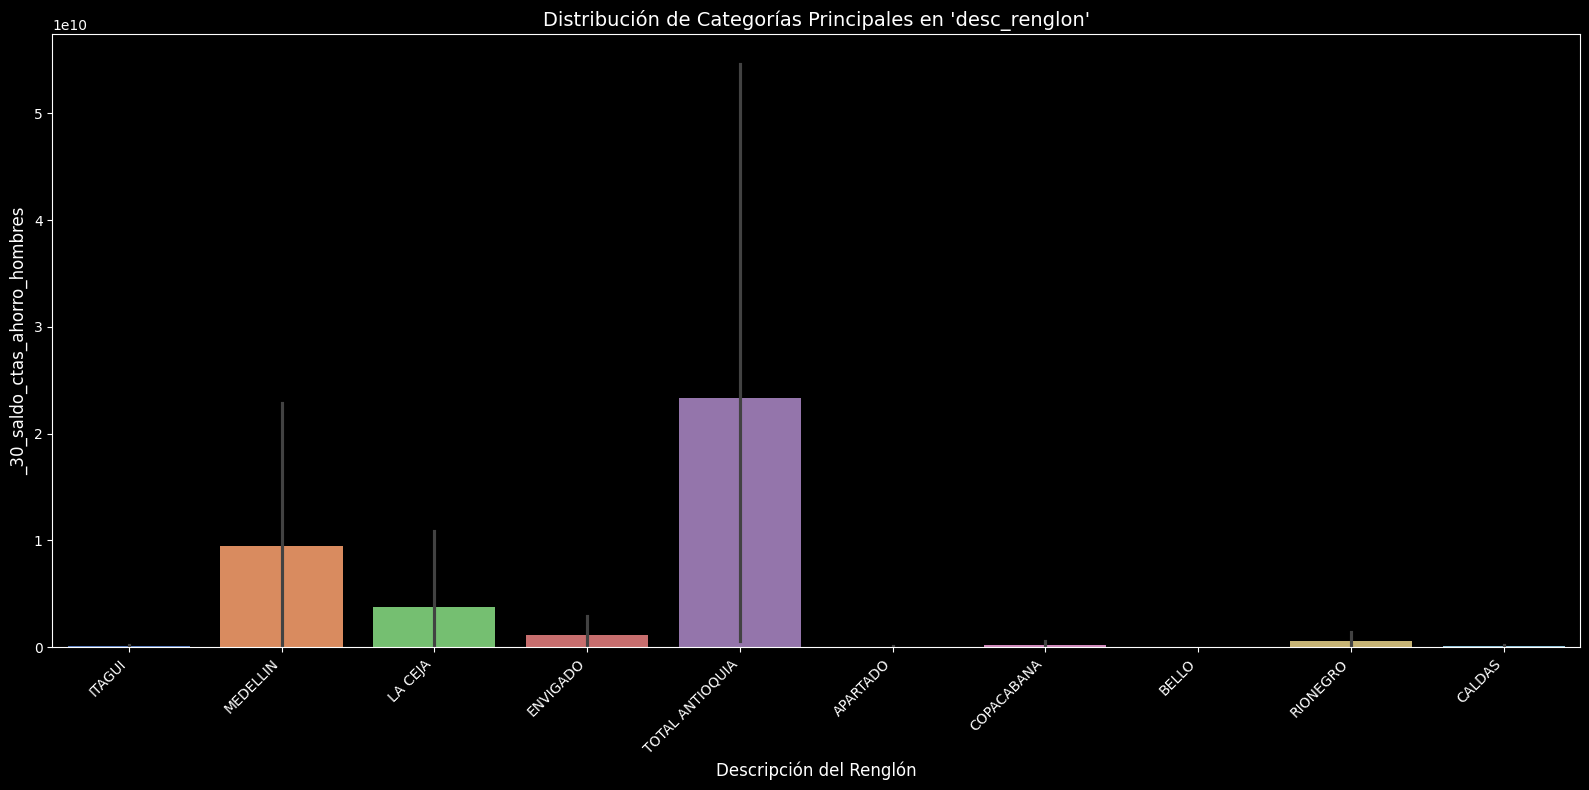 Distribución de Categorías Principales en 'desc_renglon'
1e10
5
4
3
2
1
0
_30_saldo_ctas_ahorro_hombres
ITAGUI
MEDELLIN
LA CEJA
ENVIGADO
TOTAL ANTIOQUIA
APARTADO
COPACABANA
BELLO
RIONEGRO
CALDAS
Descripción del Renglón